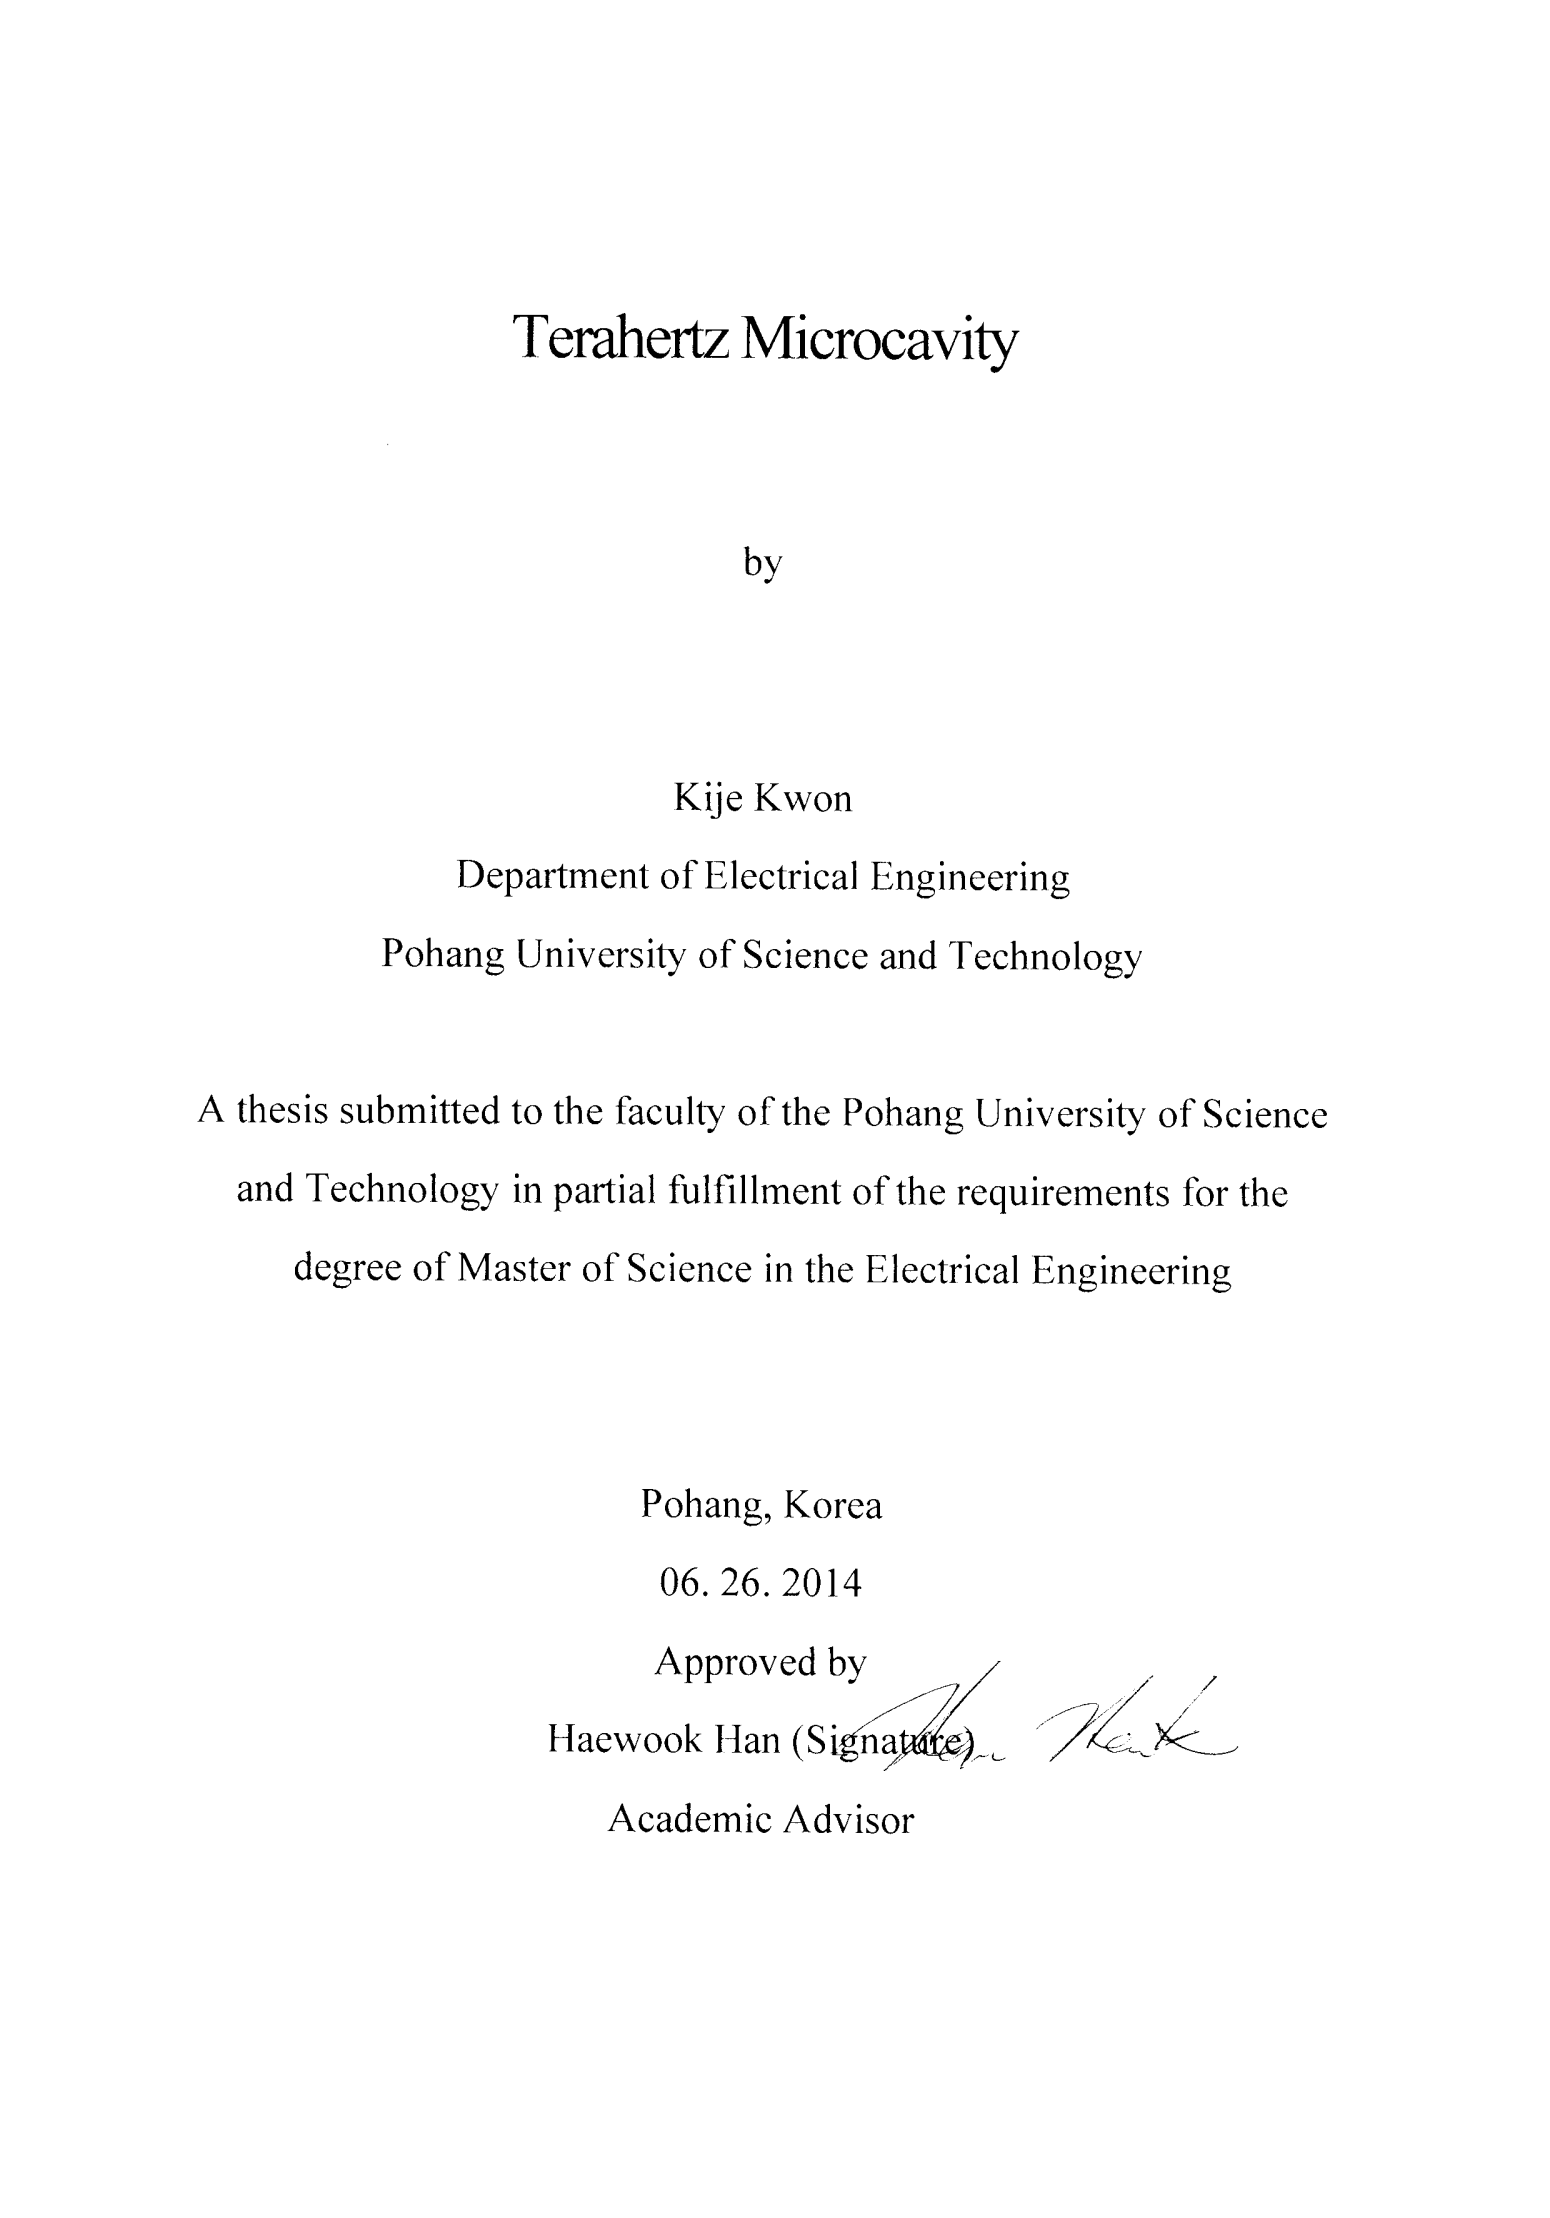 Terahertz Microcavity
by
Kije Kwon
Department of Electrical Engineering
Pohang University of Science and Technology
A thesis submitted to the faculty of the Pohang University of Science
and Technology in partial fulfillment of the requirements for the
degree of Master of Science in the Electrical Engineering
Pohang, Korea
06. 26. 2014
Approved by
Haewook Han (Signature)
Academic Advisor